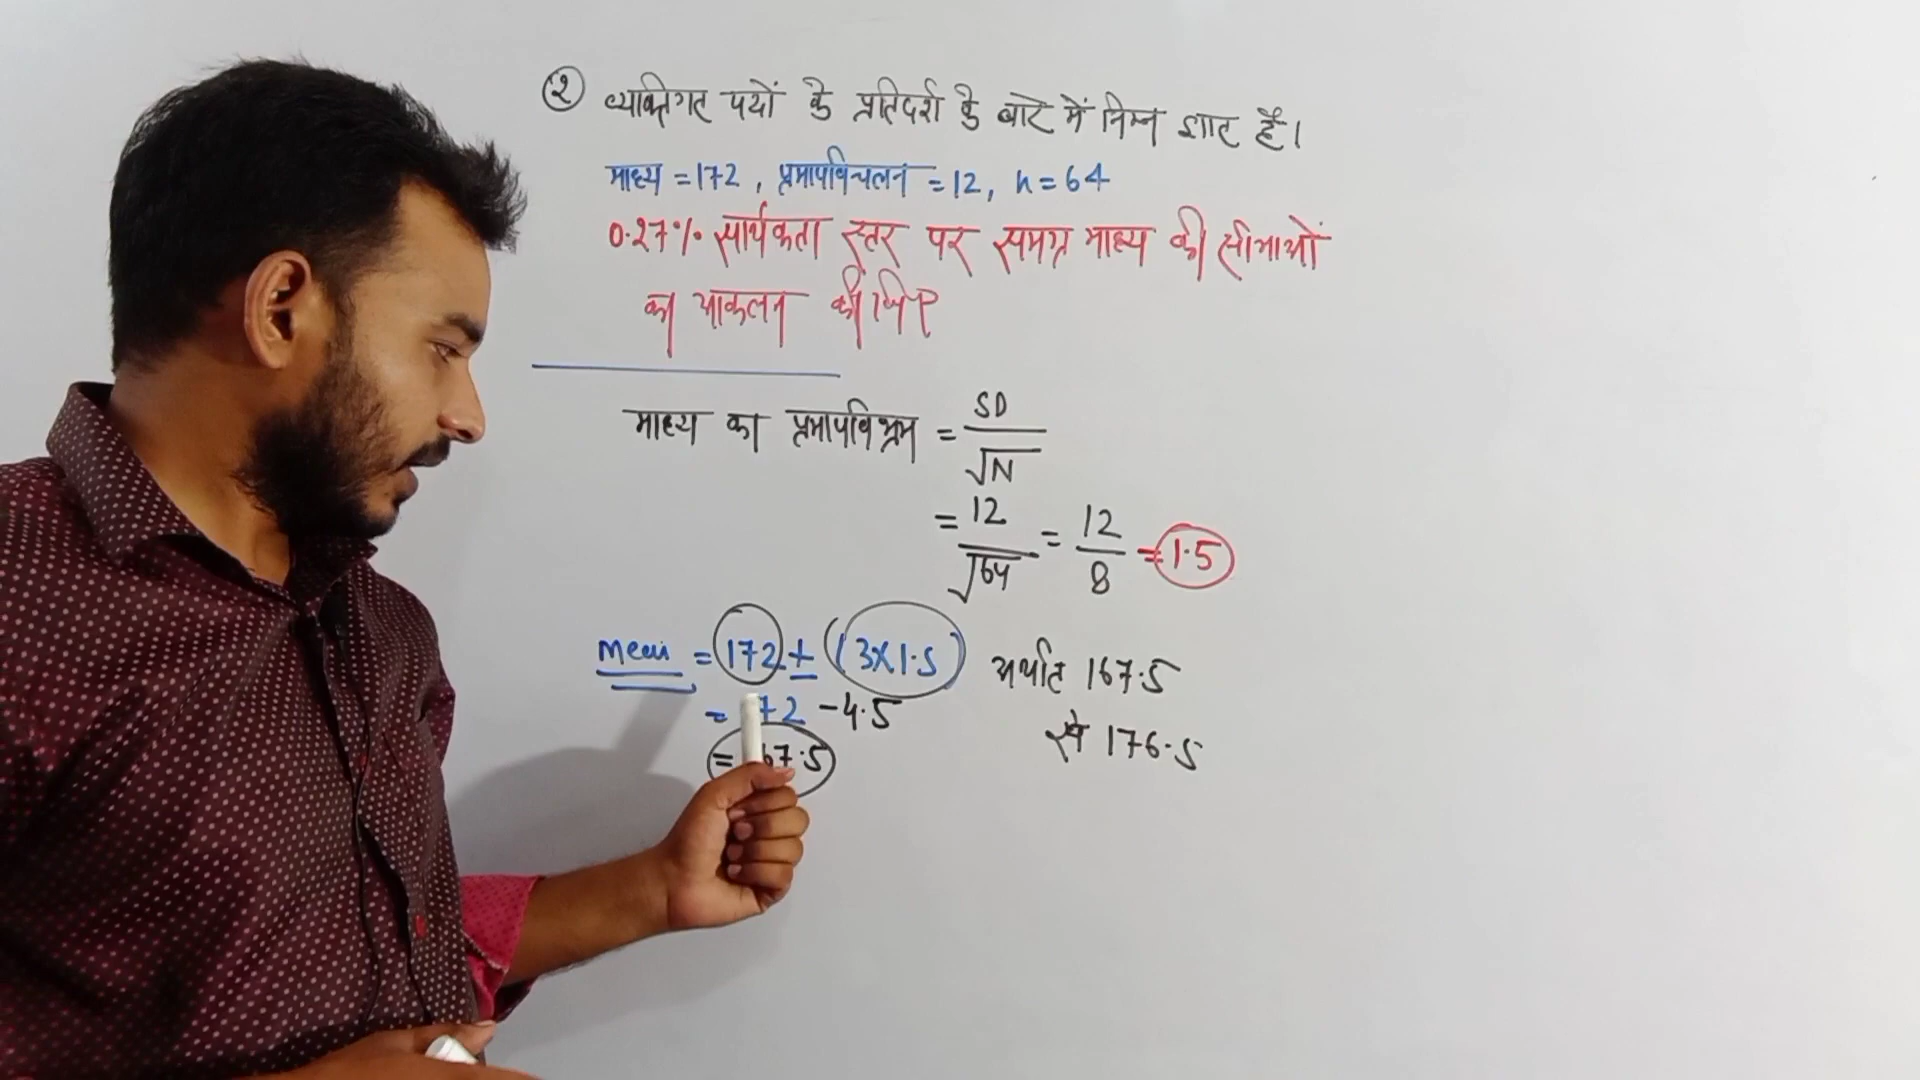 ② व्यक्तिगत पदों के प्रतिदर्श के बारे में निम्न ज्ञात है।
माध्य = 172, प्रमापविचलन = 12, n = 64
0.27% सार्थकता स्तर पर समग्र माध्य की सीमाओं
का आकलन कीजिए
माध्य का प्रमापविभ्रम = SD / √N
= 12 / √64 = 12 / 8 = 1.5
Mean = 172 ± (3×1.5) अर्थात 167.5
= 172 - 4.5 से 176.5
= 167.5